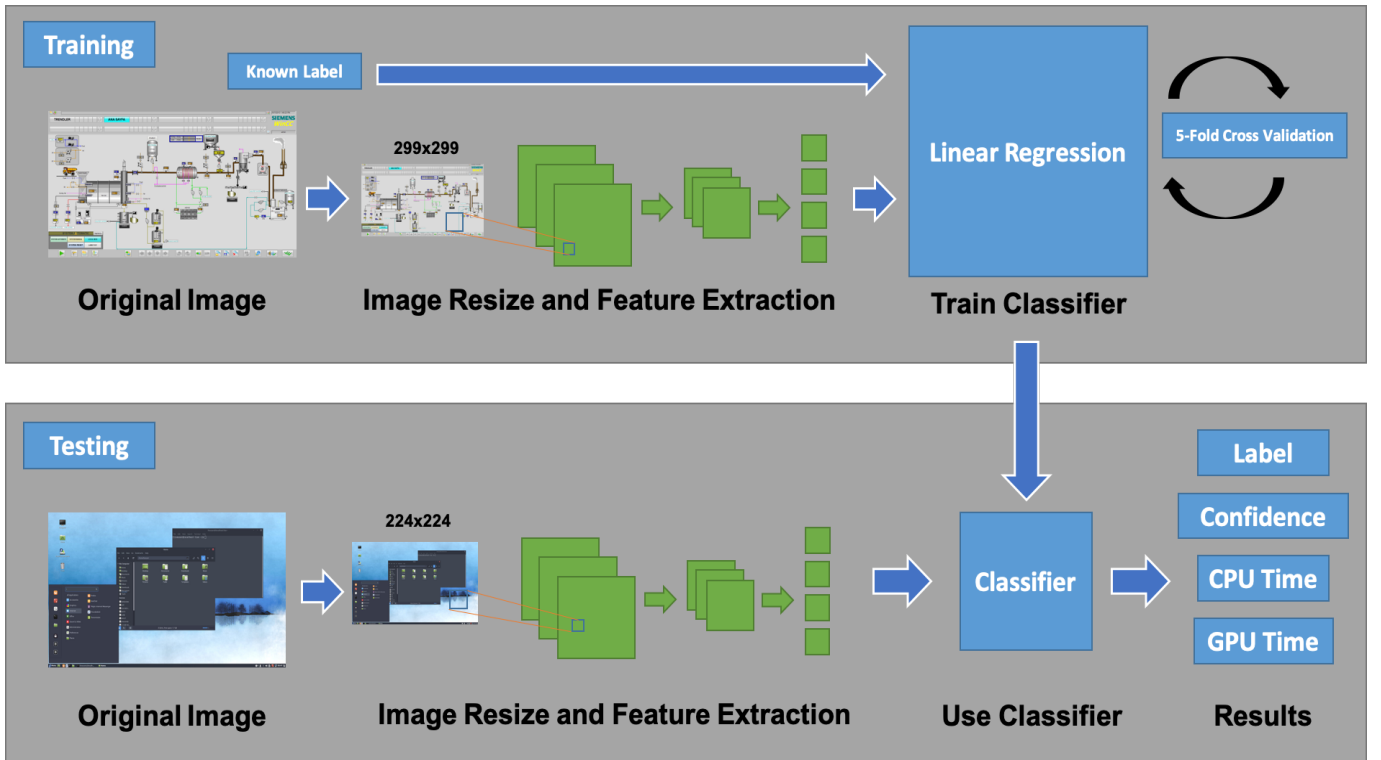 Training
Known Label
SIEMENS
299x299
Linear Regression
5-Fold Cross Validation
Original Image
Image Resize and Feature Extraction
Train Classifier
Testing
224x224
Label
Confidence
Classifier
CPU Time
GPU Time
Original Image
Image Resize and Feature Extraction
Use Classifier
Results